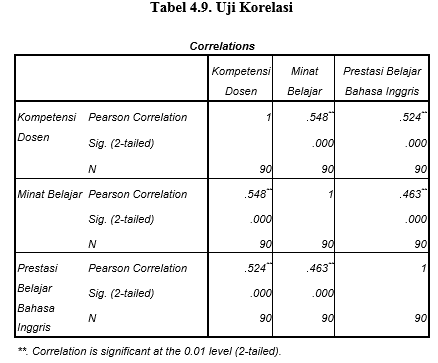 Tabel 4.9. Uji Korelasi
Correlations
Kompetensi Dosen Minat Belajar Prestasi Belajar Bahasa Inggris
Kompetensi Dosen Pearson Correlation 1 .548** .524**
Sig. (2-tailed) .000 .000
N 90 90 90
Minat Belajar Pearson Correlation .548** 1 .463**
Sig. (2-tailed) .000 .000
N 90 90 90
Prestasi Belajar Bahasa Inggris Pearson Correlation .524** .463** 1
Sig. (2-tailed) .000 .000
N 90 90 90
**. Correlation is significant at the 0.01 level (2-tailed).